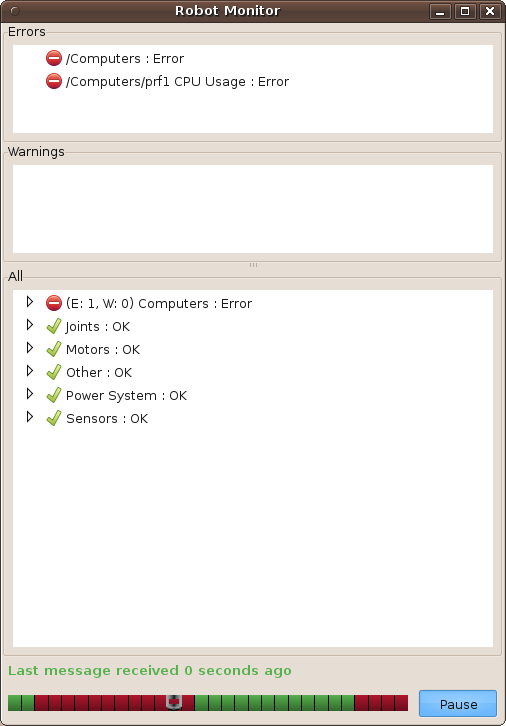 Robot Monitor
Errors
/Computers : Error
/Computers/prf1 CPU Usage : Error
Warnings
All
(E: 1, W: 0) Computers : Error
Joints : OK
Motors : OK
Other : OK
Power System : OK
Sensors : OK
Last message received 0 seconds ago
Pause